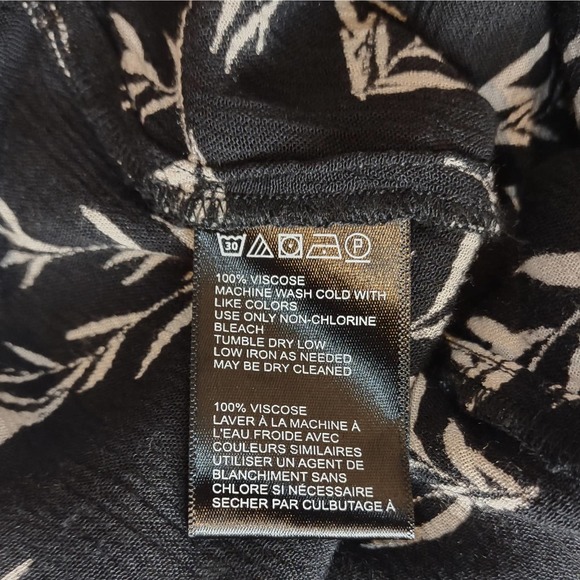 30 P
100% VISCOSE
MACHINE WASH COLD WITH
LIKE COLORS
USE ONLY NON-CHLORINE
BLEACH
TUMBLE DRY LOW
LOW IRON AS NEEDED
MAY BE DRY CLEANED
100% VISCOSE
LAVER À LA MACHINE À
L'EAU FROIDE AVEC
COULEURS SIMILAIRES
UTILISER UN AGENT DE
BLANCHIMENT SANS
CHLORE SI NÉCESSAIRE
SECHER PAR CULBUTAGE À